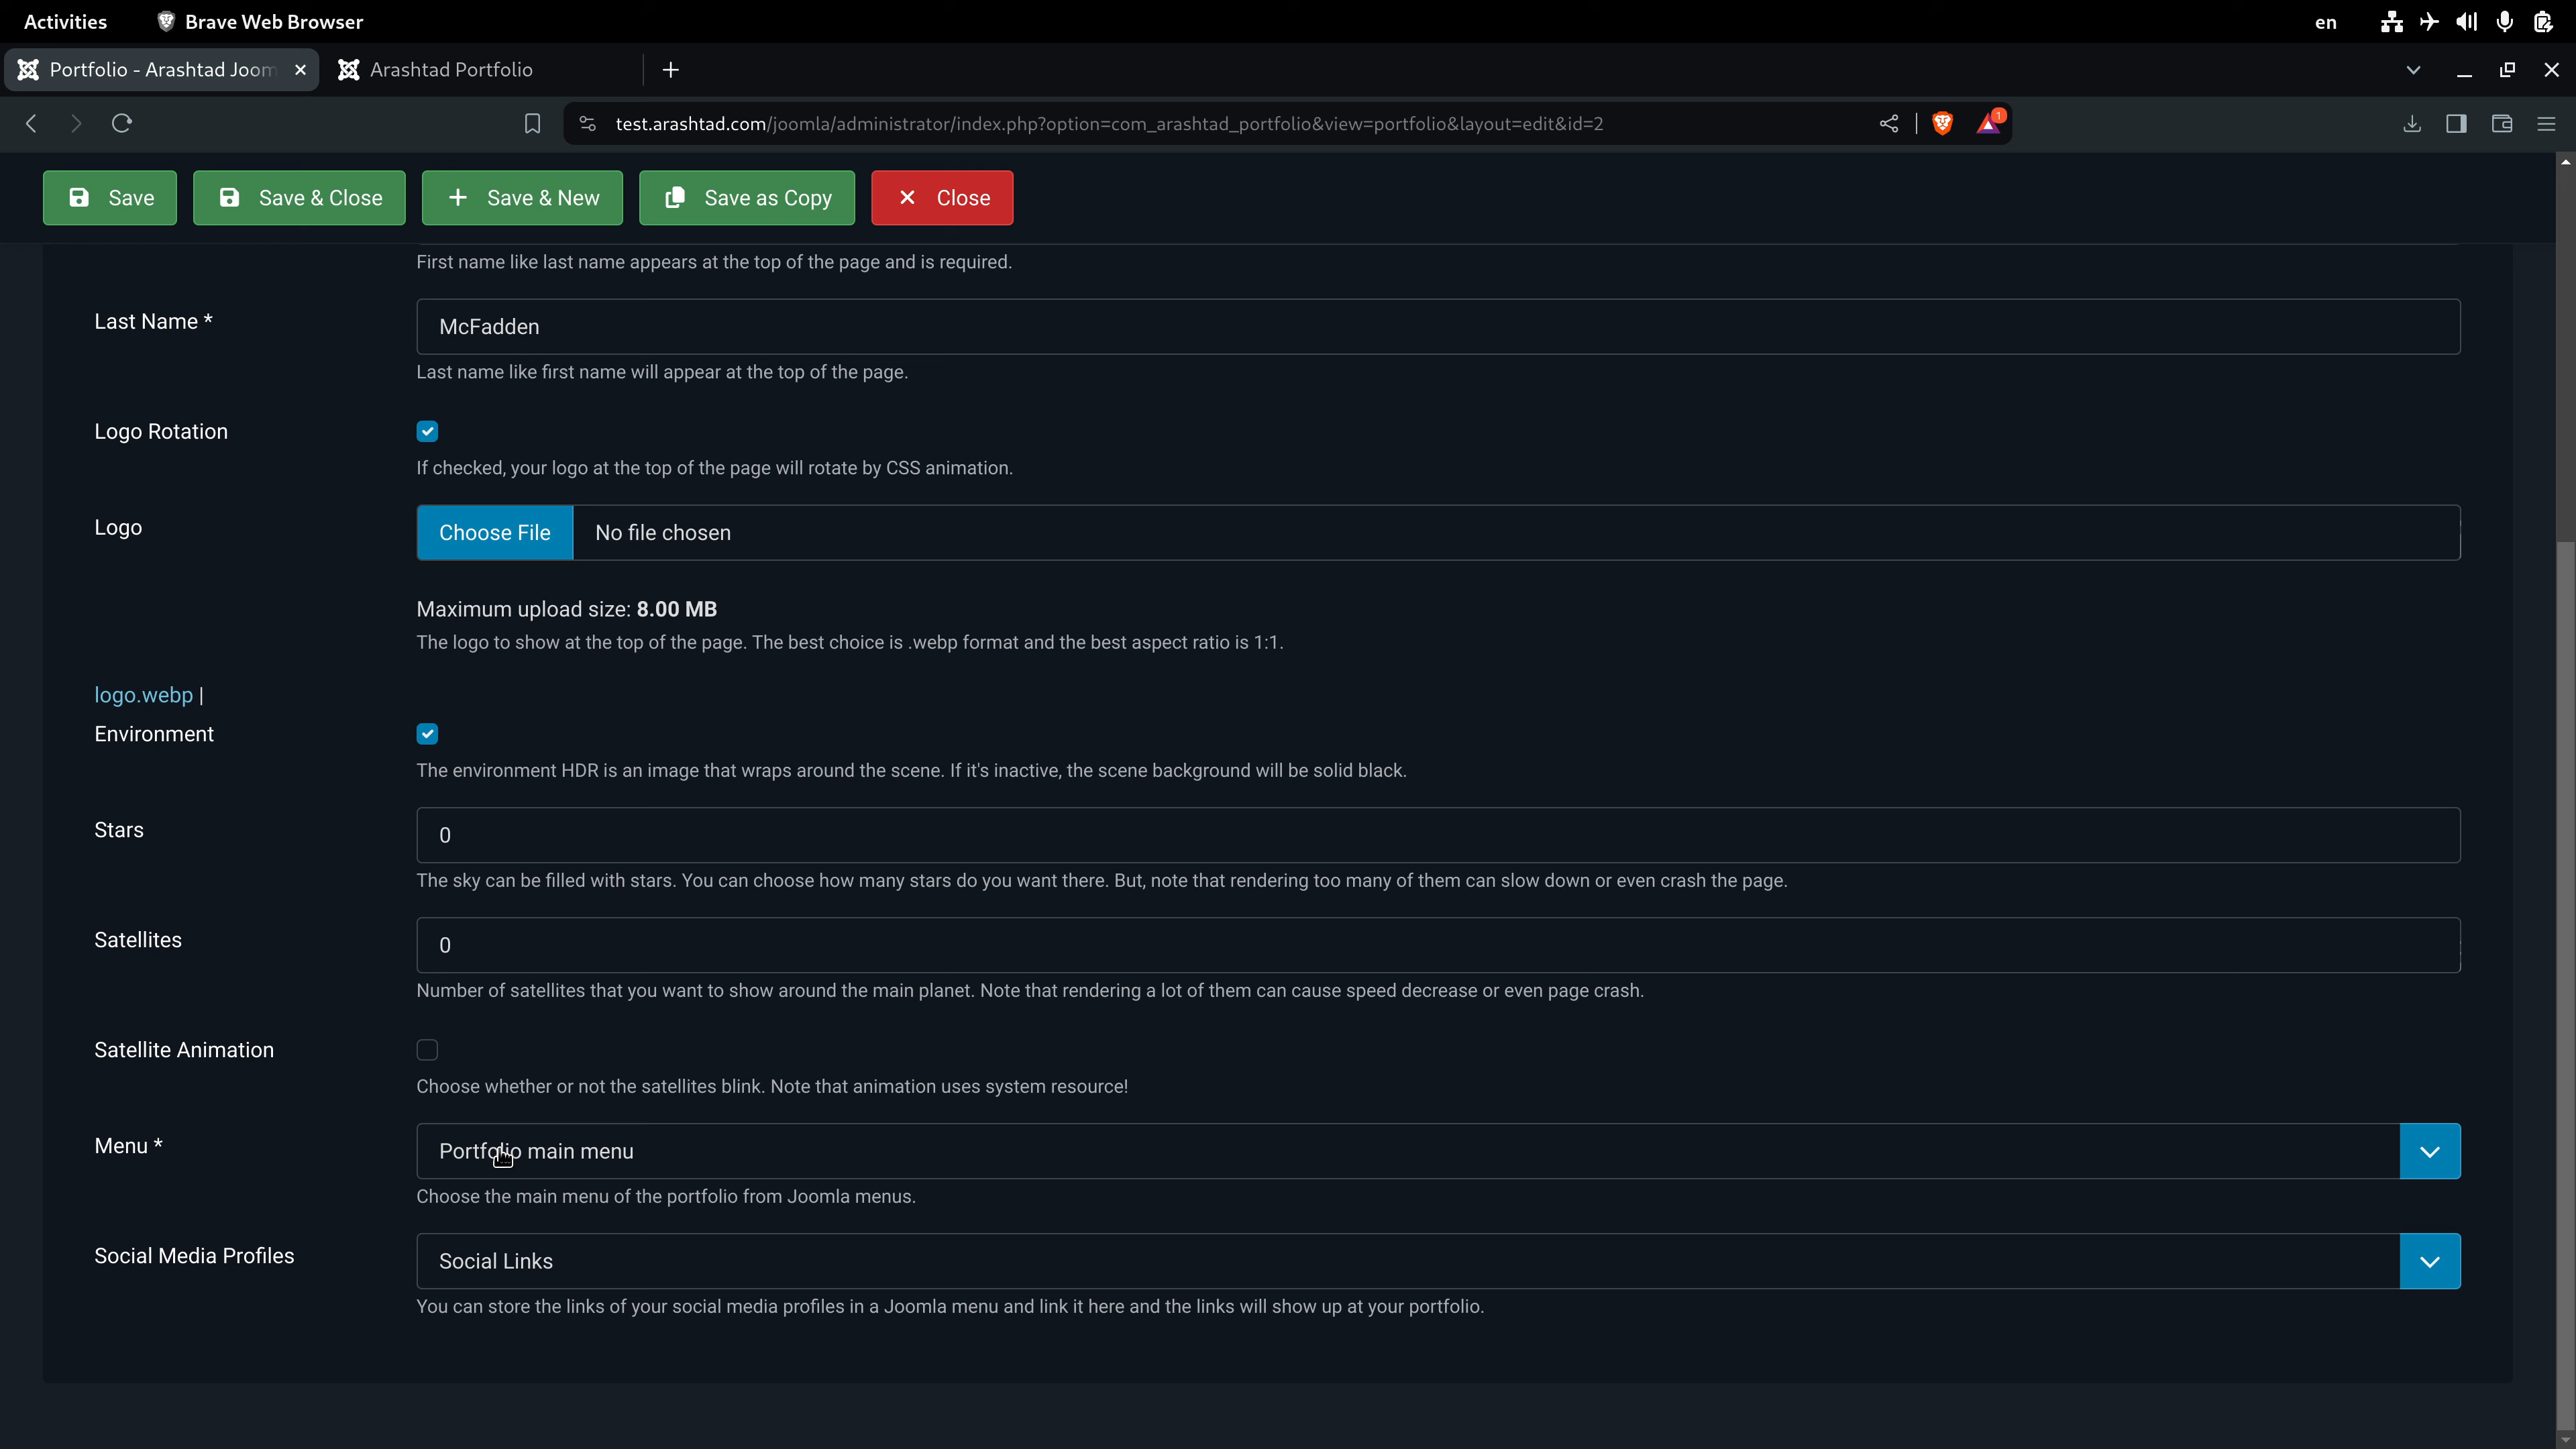 Activities
Brave Web Browser
en
Portfolio - Arashtad Joom
Arashtad Portfolio
test.arashtad.com/joomla/administrator/index.php?option=com_arashtad_portfolio&view=portfolio&layout=edit&id=2
1
Save
Save & Close
Save & New
Save as Copy
Close
First name like last name appears at the top of the page and is required.
Last Name *
McFadden
Last name like first name will appear at the top of the page.
Logo Rotation
If checked, your logo at the top of the page will rotate by CSS animation.
Logo
Choose File
No file chosen
Maximum upload size: 8.00 MB
The logo to show at the top of the page. The best choice is .webp format and the best aspect ratio is 1:1.
logo.webp |
Environment
The environment HDR is an image that wraps around the scene. If it's inactive, the scene background will be solid black.
Stars
0
The sky can be filled with stars. You can choose how many stars do you want there. But, note that rendering too many of them can slow down or even crash the page.
Satellites
0
Number of satellites that you want to show around the main planet. Note that rendering a lot of them can cause speed decrease or even page crash.
Satellite Animation
Choose whether or not the satellites blink. Note that animation uses system resource!
Menu *
Portfolio main menu
Choose the main menu of the portfolio from Joomla menus.
Social Media Profiles
Social Links
You can store the links of your social media profiles in a Joomla menu and link it here and the links will show up at your portfolio.